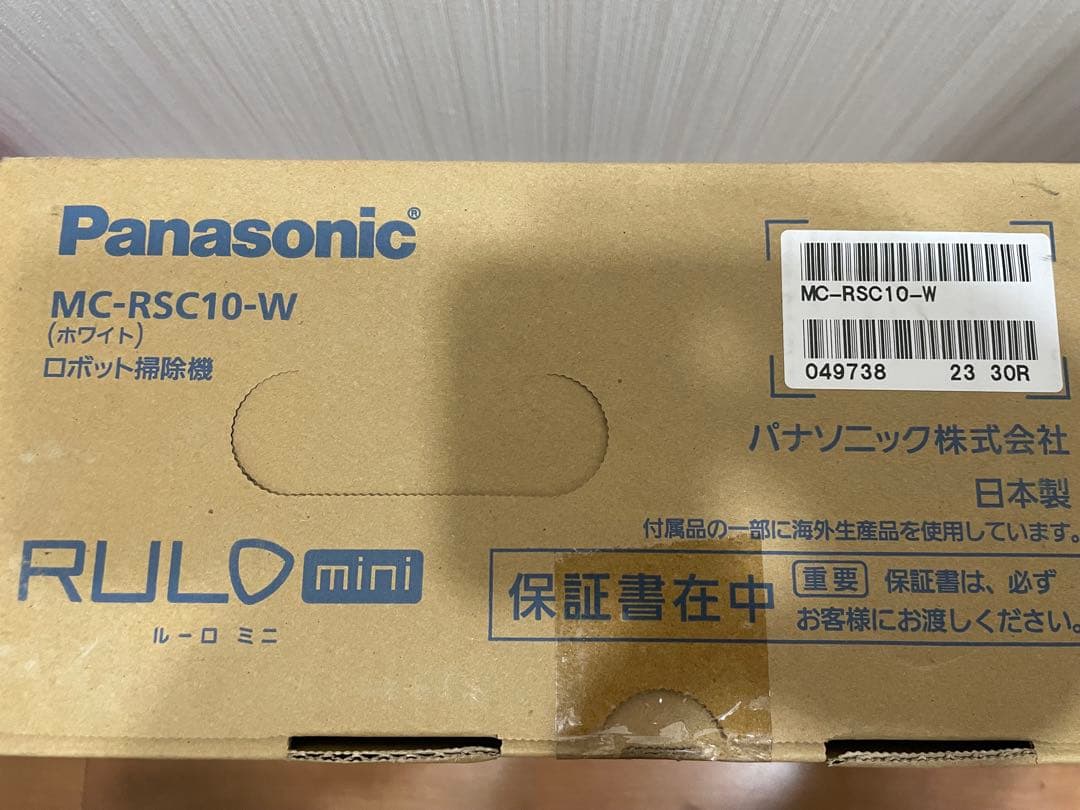 Panasonic®
MC-RSC10-W
(ホワイト)
ロボット掃除機
MC-RSC10-W
049738 23 30R
パナソニック株式会社
日本製
付属品の一部に海外生産品を使用しています。
RULO mini
ルーロ ミニ
保証書在中
重要 保証書は、必ず
お客様にお渡しください。